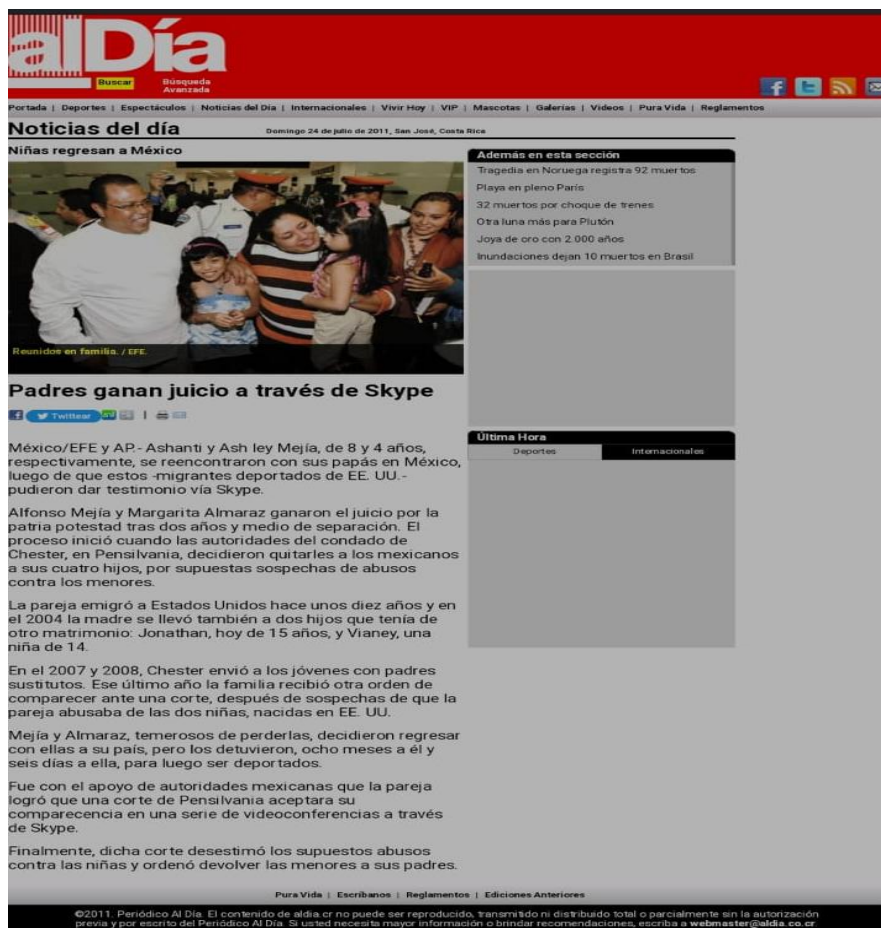 alDía
Buscar
Búsqueda
Avanzada
Portada | Deportes | Espectáculos | Noticias del Día | Internacionales | Vivir Hoy | VIP | Mascotas | Galerías | Videos | Pura Vida | Reglamentos
Noticias del día
Domingo 24 de julio de 2011, San José, Costa Rica
Niñas regresan a México
Reunidos en familia. / EFE.
Padres ganan juicio a través de Skype
Twittear
México/EFE y AP.- Ashanti y Ash ley Mejía, de 8 y 4 años,
respectivamente, se reencontraron con sus papás en México,
luego de que estos -migrantes deportados de EE. UU.-
pudieron dar testimonio vía Skype.
Alfonso Mejía y Margarita Almaraz ganaron el juicio por la
patria potestad tras dos años y medio de separación. El
proceso inició cuando las autoridades del condado de
Chester, en Pensilvania, decidieron quitarles a los mexicanos
a sus cuatro hijos, por supuestas sospechas de abusos
contra los menores.
La pareja emigró a Estados Unidos hace unos diez años y en
el 2004 la madre se llevó también a dos hijos que tenía de
otro matrimonio: Jonathan, hoy de 15 años, y Vianey, una
niña de 14.
En el 2007 y 2008, Chester envió a los jóvenes con padres
sustitutos. Ese último año la familia recibió otra orden de
comparecer ante una corte, después de sospechas de que la
pareja abusaba de las dos niñas, nacidas en EE. UU.
Mejía y Almaraz, temerosos de perderlas, decidieron regresar
con ellas a su país, pero los detuvieron, ocho meses a él y
seis días a ella, para luego ser deportados.
Fue con el apoyo de autoridades mexicanas que la pareja
logró que una corte de Pensilvania aceptara su
comparecencia en una serie de videoconferencias a través
de Skype.
Finalmente, dicha corte desestimó los supuestos abusos
contra las niñas y ordenó devolver las menores a sus padres.
Además en esta sección
Tragedia en Noruega registra 92 muertos
Playa en pleno París
32 muertos por choque de trenes
Otra luna más para Plutón
Joya de oro con 2.000 años
Inundaciones dejan 10 muertos en Brasil
Última Hora
Deportes
Internacionales
Pura Vida | Escríbanos | Reglamentos | Ediciones Anteriores
©2011. Periódico Al Día. El contenido de aldia.cr no puede ser reproducido, transmitido ni distribuido total o parcialmente sin la autorización
previa y por escrito del Periódico Al Día. Si usted necesita mayor información o brindar recomendaciones, escriba a webmaster@aldia.co.cr